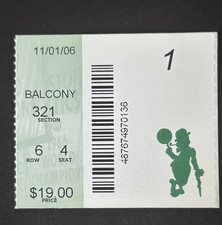 11/01/06
1
BALCONY
321
SECTION
6 4
ROW SEAT
$19.00
PRICE
487674970136